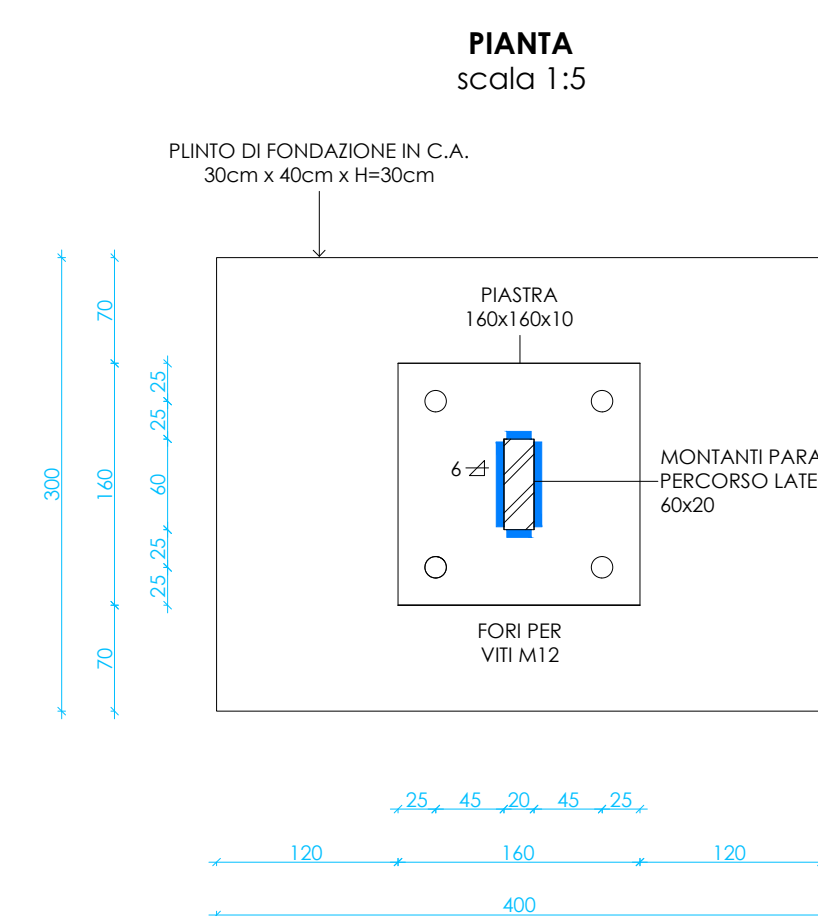 PIANTA
scala 1:5
PLINTO DI FONDAZIONE IN C.A.
30cm x 40cm x H=30cm
PIASTRA
160x160x10
70
25
25
300
160
60
6
MONTANTI PARA
PERCORSO LATE
60x20
25
25
70
FORI PER
VITI M12
25 45 20 45 25
120 160 120
400